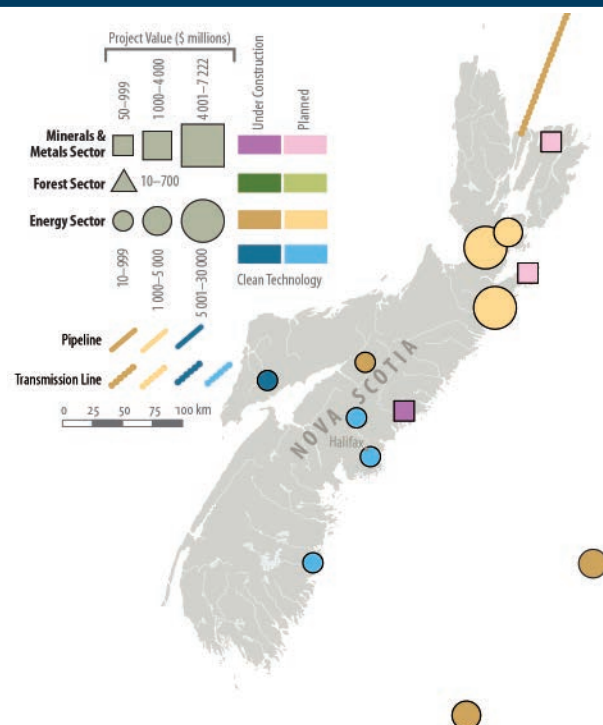 Project Value ($ millions)
50–999
1 000–4 000
4 001–7 222
Under Construction
Planned
Minerals &
Metals Sector
Forest Sector
10–700
Energy Sector
10–999
1 000–5 000
5 001–30 000
Clean Technology
Pipeline
Transmission Line
0 25 50 75 100 km
NOVA SCOTIA
Halifax